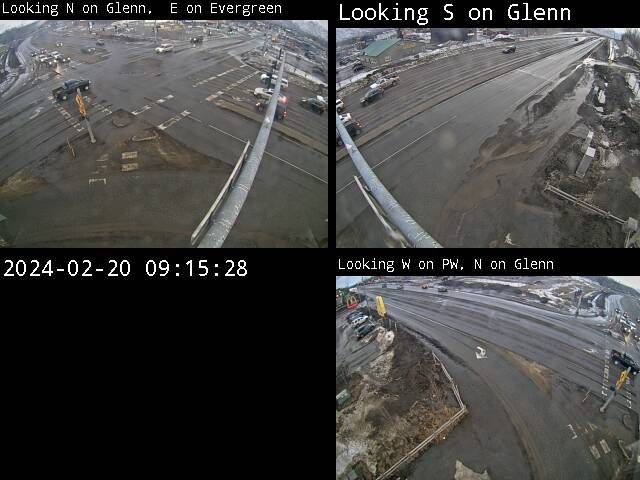 Looking N on Glenn,  E on Evergreen
Looking S on Glenn
2024-02-20 09:15:28
Looking W on PW, N on Glenn